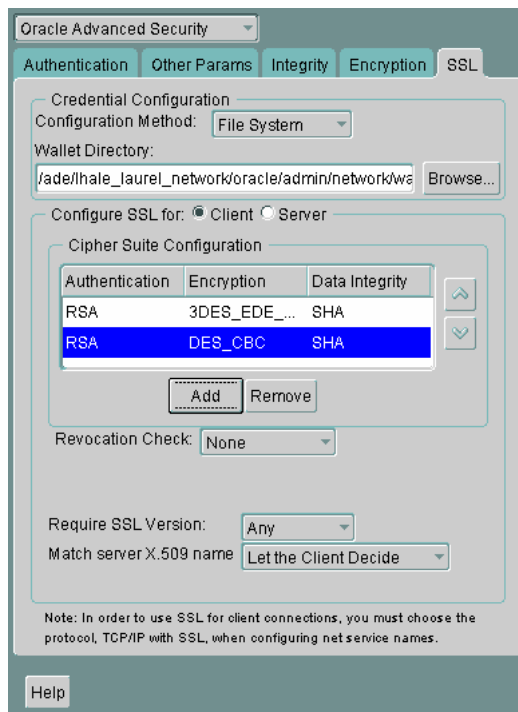 Oracle Advanced Security
Authentication Other Params Integrity Encryption SSL
Credential Configuration
Configuration Method: File System
Wallet Directory:
/ade/lhale_laurel_network/oracle/admin/network/wa Browse...
Configure SSL for: Client Server
Cipher Suite Configuration
Authentication Encryption Data Integrity
RSA 3DES_EDE_... SHA
RSA DES_CBC SHA
Add Remove
Revocation Check: None
Require SSL Version: Any
Match server X.509 name Let the Client Decide
Note: In order to use SSL for client connections, you must choose the
protocol, TCP/IP with SSL, when configuring net service names.
Help